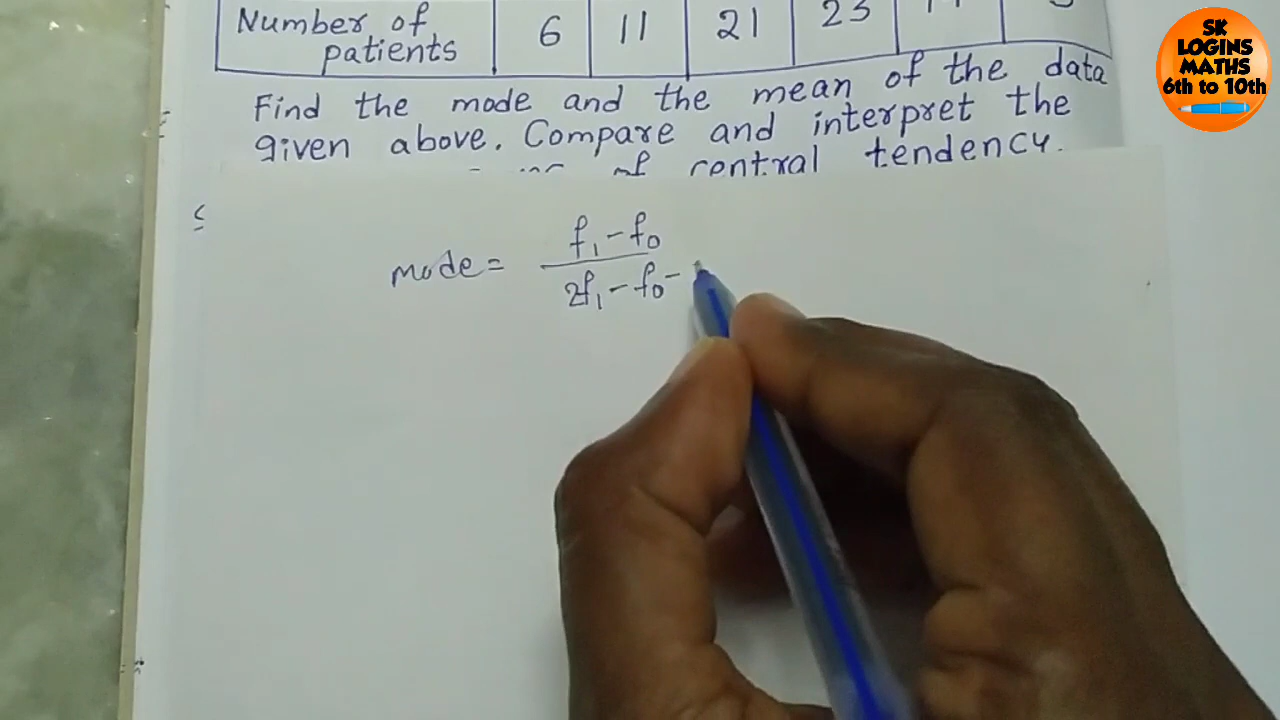 Number of
patients 6 11 21 23
Find the mode and the mean of the data
given above. Compare and interpret the
of central tendency.
mode = f₁ - f₀
2f₁ - f₀ -
SK
LOGINS
MATHS
6th to 10th